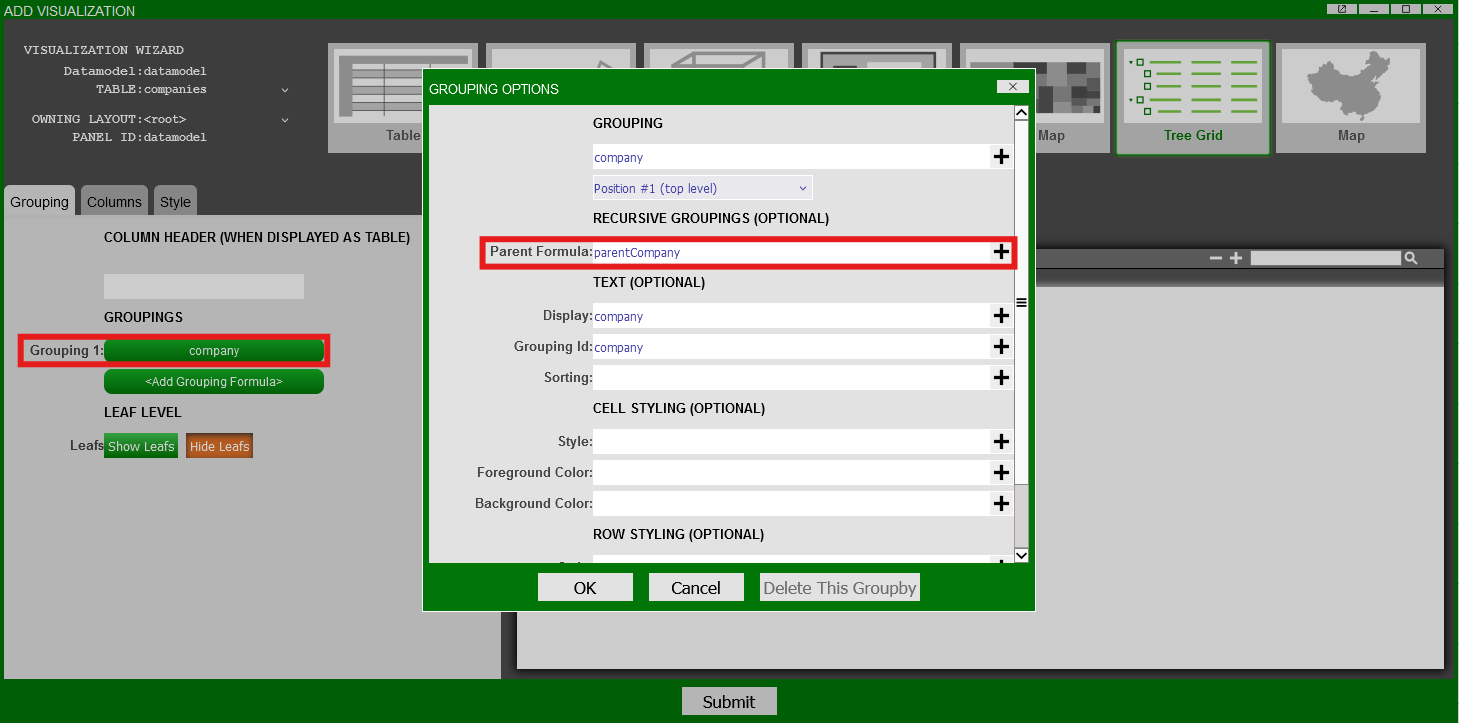 ADD VISUALIZATION
VISUALIZATION WIZARD
Datamodel:datamodel
TABLE:companies
OWNING LAYOUT:<root>
PANEL ID:datamodel
Table
Map
Tree Grid
Map
Grouping
Columns
Style
COLUMN HEADER (WHEN DISPLAYED AS TABLE)
GROUPINGS
Grouping 1:
company
<Add Grouping Formula>
LEAF LEVEL
Leafs
Show Leafs
Hide Leafs
GROUPING OPTIONS
GROUPING
company
Position #1 (top level)
RECURSIVE GROUPINGS (OPTIONAL)
Parent Formula:
parentCompany
TEXT (OPTIONAL)
Display:
company
Grouping Id:
company
Sorting:
CELL STYLING (OPTIONAL)
Style:
Foreground Color:
Background Color:
ROW STYLING (OPTIONAL)
OK
Cancel
Delete This Groupby
Submit